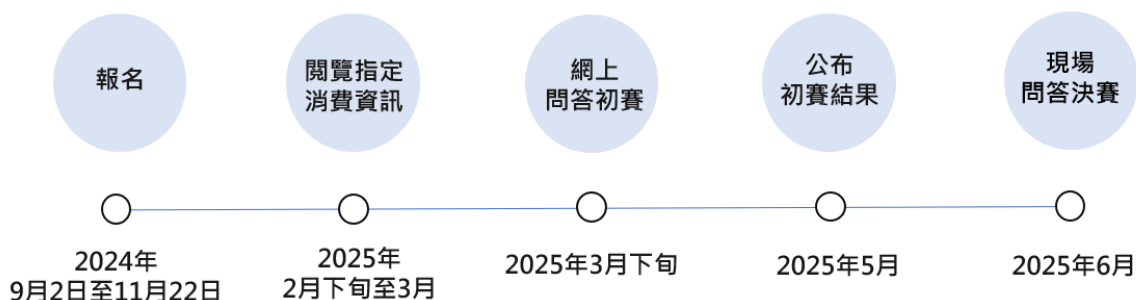 報名
閱覽指定
消費資訊
網上
問答初賽
公布
初賽結果
現場
問答決賽
2024年
9月2日至11月22日
2025年
2月下旬至3月
2025年3月下旬
2025年5月
2025年6月